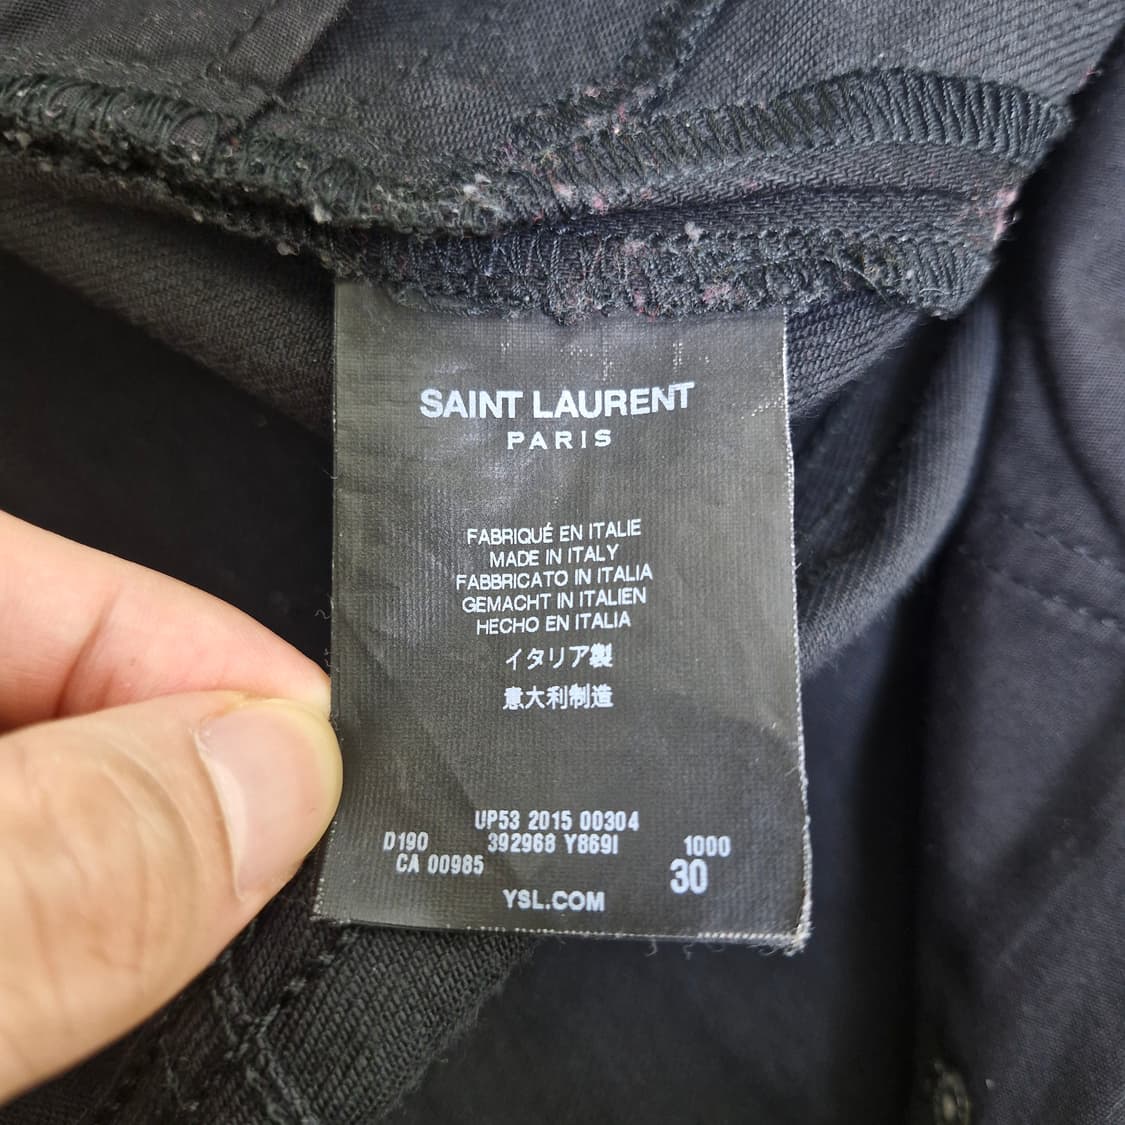 SAINT LAURENT
PARIS
FABRIQUÉ EN ITALIE
MADE IN ITALY
FABBRICATO IN ITALIA
GEMACHT IN ITALIEN
HECHO EN ITALIA
イタリア製
意大利制造
UP53 2015 00304
D190 392968 Y869I 1000
CA 00985 30
YSL.COM